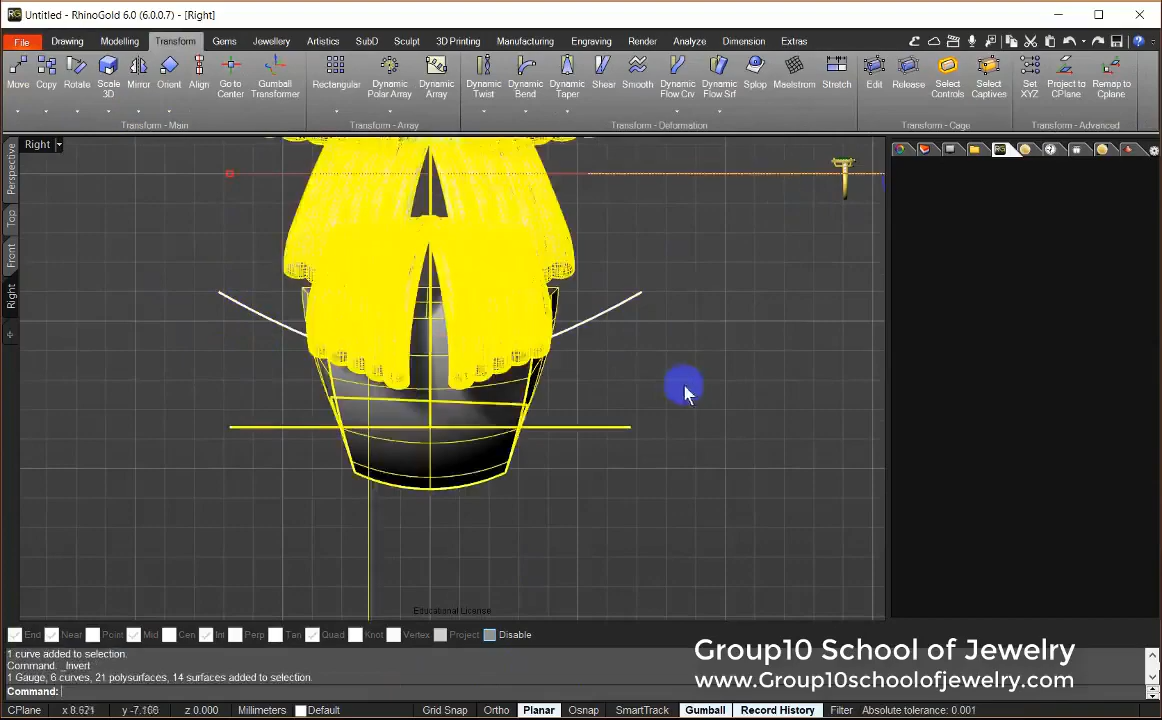 Untitled - RhinoGold 6.0 (6.0.0.7) - [Right]
File Drawing Modelling Transform Gems Jewellery Artistics SubD Sculpt 3D Printing Manufacturing Engraving Render Analyze Dimension Extras
Move Copy Rotate Scale 3D Mirror Orient Align Go to Center Gumball Transformer Rectangular Dynamic Polar Array Dynamic Array Dynamic Twist Dynamic Bend Dynamic Taper Shear Smooth Dynamic Flow Crv Dynamic Flow Srf Splop Maelstrom Stretch Edit Release Select Controls Select Captives Set XYZ Project to CPlane Remap to Cplane
Transform - Main Transform - Array Transform - Deformation Transform - Cage Transform - Advanced
Right
Perspective
Top
Front
Right
Educational License
End Near Point Mid Cen Int Perp Tan Quad Knot Vertex Project Disable
1 curve added to selection.
Command: _Invert
1 Gauge, 6 curves, 21 polysurfaces, 14 surfaces added to selection.
Command:
Group10 School of Jewelry
www.Group10schoolofjewelry.com
CPlane x 8.621 y -7.166 z 0.000 Millimeters Default Grid Snap Ortho Planar Osnap SmartTrack Gumball Record History Filter Absolute tolerance: 0.001